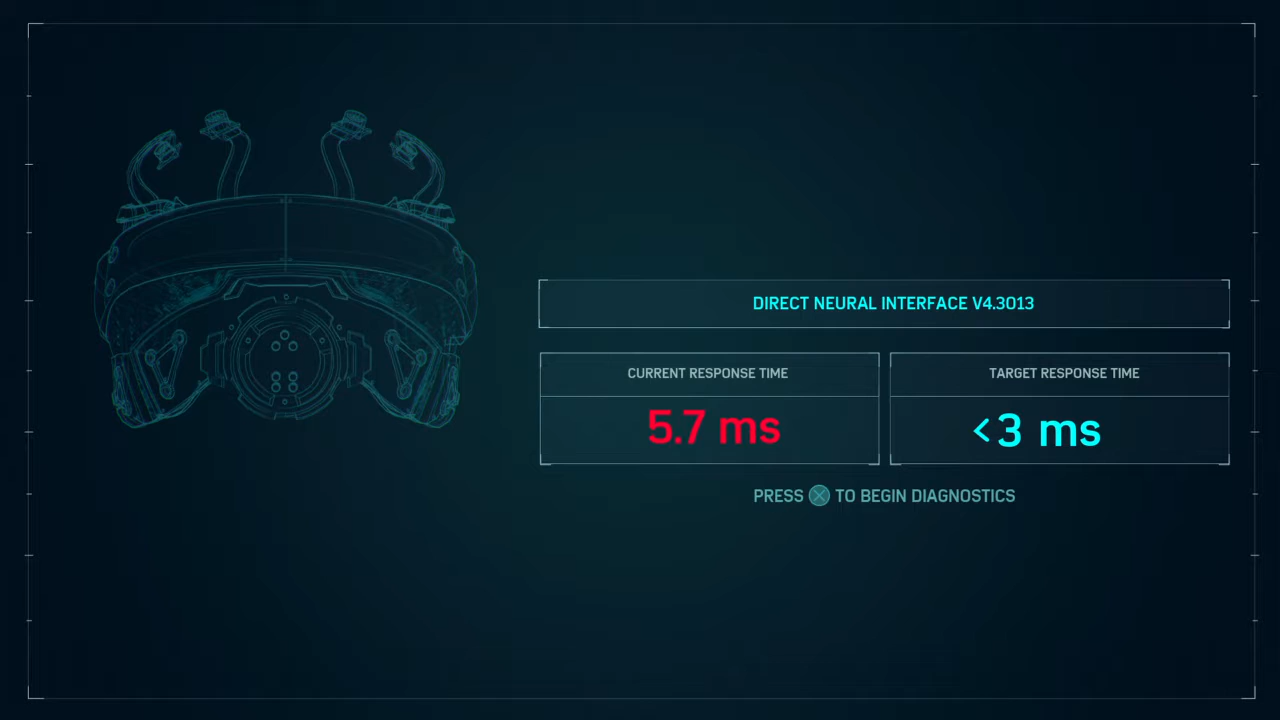 DIRECT NEURAL INTERFACE V4.3013
CURRENT RESPONSE TIME
TARGET RESPONSE TIME
5.7 ms
<3 ms
PRESS TO BEGIN DIAGNOSTICS